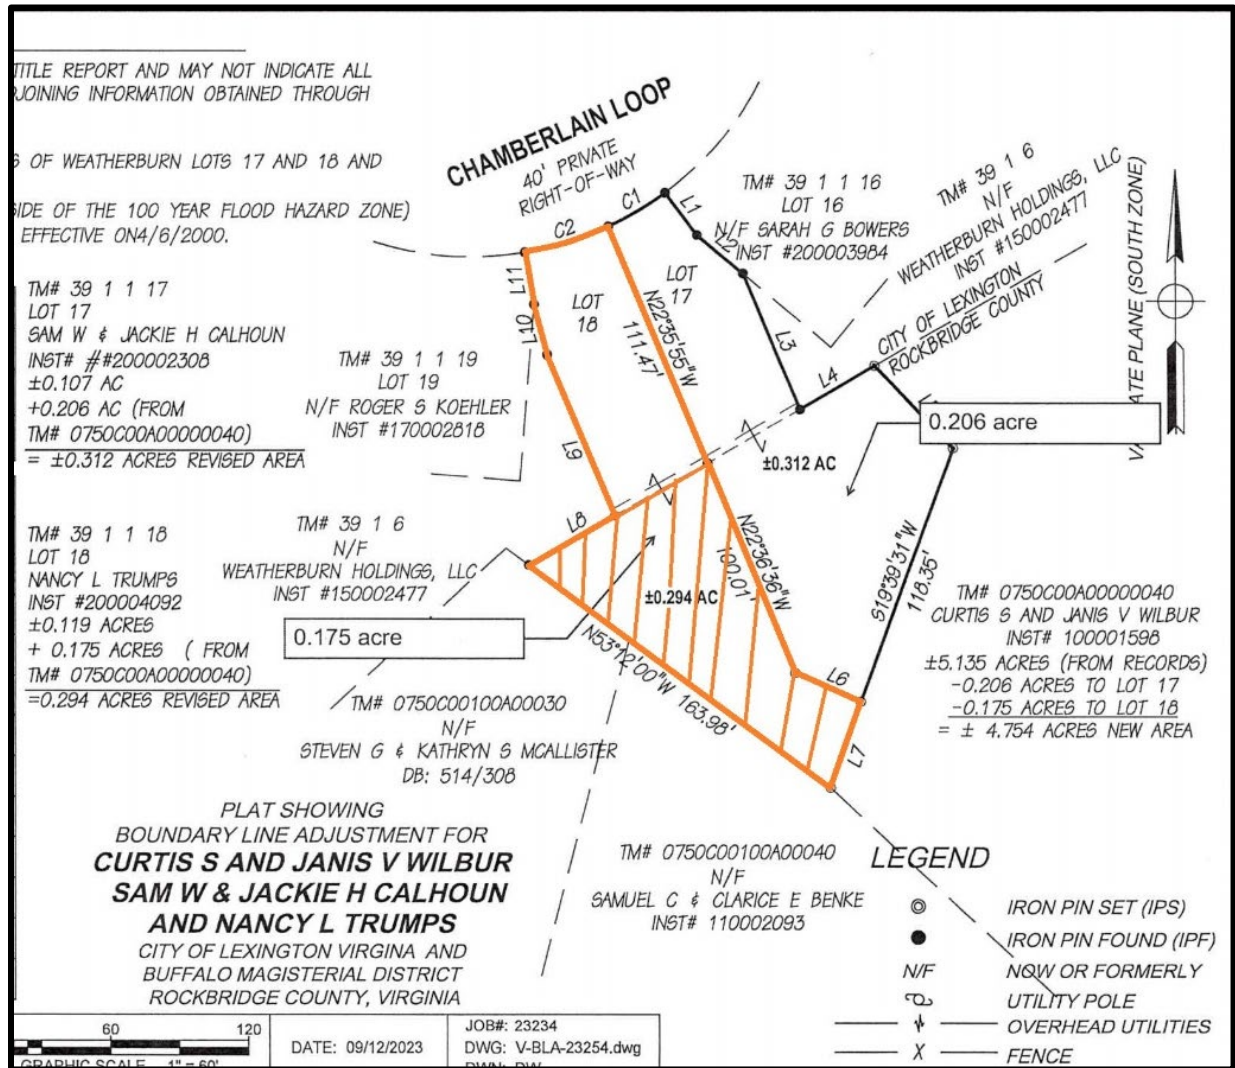 TITLE REPORT AND MAY NOT INDICATE ALL
JOINING INFORMATION OBTAINED THROUGH
S OF WEATHERBURN LOTS 17 AND 18 AND
SIDE OF THE 100 YEAR FLOOD HAZARD ZONE)
EFFECTIVE ON4/6/2000.
CHAMBERLAIN LOOP
40' PRIVATE
RIGHT-OF-WAY
C1
C2
L1
L2
L3
L4
L11
L10
L9
L8
L6
L7
TM# 39 1 1 16
LOT 16
N/F SARAH G BOWERS
INST #200003984
TM# 39 1 6
N/F
WEATHERBURN HOLDINGS, LLC
INST #150002477
CITY OF LEXINGTON
ROCKBRIDGE COUNTY
ATE PLANE (SOUTH ZONE)
LOT
17
LOT
18
N22°35'55"W
111.47'
TM# 39 1 1 17
LOT 17
SAM W & JACKIE H CALHOUN
INST# ##200002308
±0.107 AC
+0.206 AC (FROM
TM# 0750C00A00000040)
= ±0.312 ACRES REVISED AREA
TM# 39 1 1 19
LOT 19
N/F ROGER S KOEHLER
INST #170002818
0.206 acre
±0.312 AC
N22°36'36"W
100.01'
S19°39'31"W
118.35'
TM# 39 1 1 18
LOT 18
NANCY L TRUMPS
INST #200004092
±0.119 ACRES
+ 0.175 ACRES ( FROM
TM# 0750C00A00000040)
=0.294 ACRES REVISED AREA
TM# 39 1 6
N/F
WEATHERBURN HOLDINGS, LLC
INST #150002477
±0.294 AC
0.175 acre
N53°12'00"W 163.98'
TM# 0750C00A00000040
CURTIS S AND JANIS V WILBUR
INST# 100001598
±5.135 ACRES (FROM RECORDS)
-0.206 ACRES TO LOT 17
-0.175 ACRES TO LOT 18
= ± 4.754 ACRES NEW AREA
TM# 0750C00100A00030
N/F
STEVEN G & KATHRYN S MCALLISTER
DB: 514/308
PLAT SHOWING
BOUNDARY LINE ADJUSTMENT FOR
CURTIS S AND JANIS V WILBUR
SAM W & JACKIE H CALHOUN
AND NANCY L TRUMPS
CITY OF LEXINGTON VIRGINA AND
BUFFALO MAGISTERIAL DISTRICT
ROCKBRIDGE COUNTY, VIRGINIA
TM# 0750C00100A00040
N/F
SAMUEL C & CLARICE E BENKE
INST# 110002093
LEGEND
IRON PIN SET (IPS)
IRON PIN FOUND (IPF)
N/F NOW OR FORMERLY
UTILITY POLE
OVERHEAD UTILITIES
X FENCE
60 120
GRAPHIC SCALE 1" = 60'
DATE: 09/12/2023
JOB#: 23234
DWG: V-BLA-23254.dwg
DWN: DW